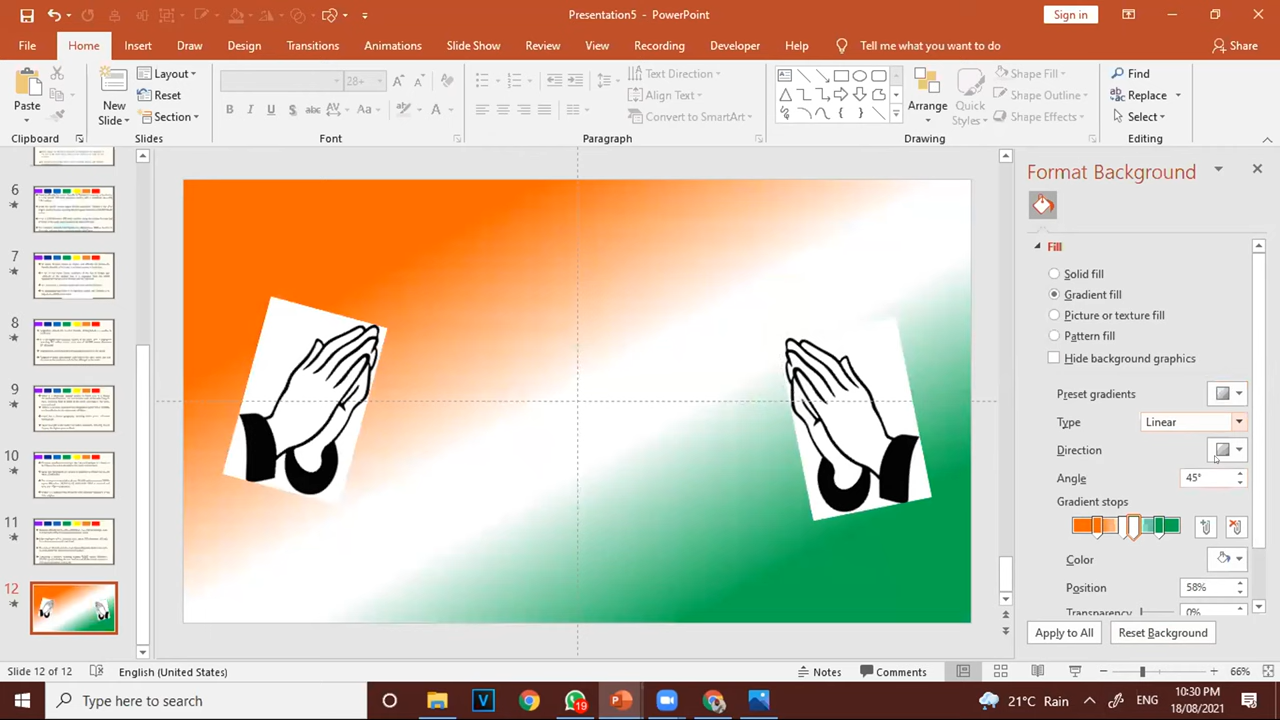 Presentation5 - PowerPoint
Sign in
File Home Insert Draw Design Transitions Animations Slide Show Review View Recording Developer Help Tell me what you want to do Share
Paste
Clipboard
New Slide
Layout
Reset
Section
Slides
28+
B I U S abc AV Aa A
Font
Text Direction
Align Text
Convert to SmartArt
Paragraph
Arrange
Quick Styles
Shape Fill
Shape Outline
Shape Effects
Drawing
Find
Replace
Select
Editing
6
7
8
9
10
11
12
Format Background
Fill
Solid fill
Gradient fill
Picture or texture fill
Pattern fill
Hide background graphics
Preset gradients
Type Linear
Direction
Angle 45°
Gradient stops
Color
Position 58%
Transparency 0%
Apply to All Reset Background
Slide 12 of 12 English (United States) Notes Comments 66%
Type here to search
19
21°C Rain ENG
10:30 PM
18/08/2021